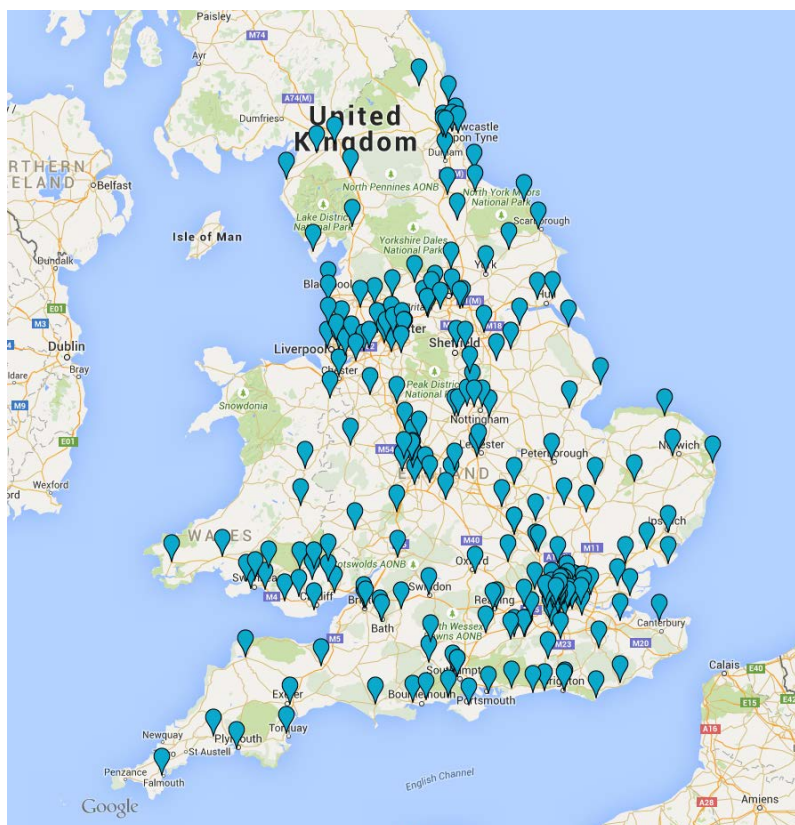 Paisley
M74
Ayr
A74(M)
Dumfries
United
Kingdom
Newcastle
upon Tyne
Durham
RTHERN
ELAND
Belfast
North Pennines AONB
North York Moors
National Park
Lake District
National Park
Scarborough
Isle of Man
Yorkshire Dales
National Park
York
Dundalk
E01
M3
Dublin
Bray
Hull
M18
Liverpool
Sheffield
Chester
Peak District
Snowdonia
M9
Nottingham
E01
M54
Leicester
Peterborough
Norwich
Wexford
ENGLAND
WALES
Ipswich
M40
M11
Cotswolds AONB
Oxford
Swansea
M4
Cardiff
Swindon
Reading
Bath
North Wessex
Downs AONB
Canterbury
M20
M23
M5
Calais
E40
Southampton
Brighton
Exeter
Bournemouth
Portsmouth
E15
E42
Newquay
Plymouth
Torquay
St Austell
A16
Penzance
Falmouth
English Channel
Google
A28
Amiens